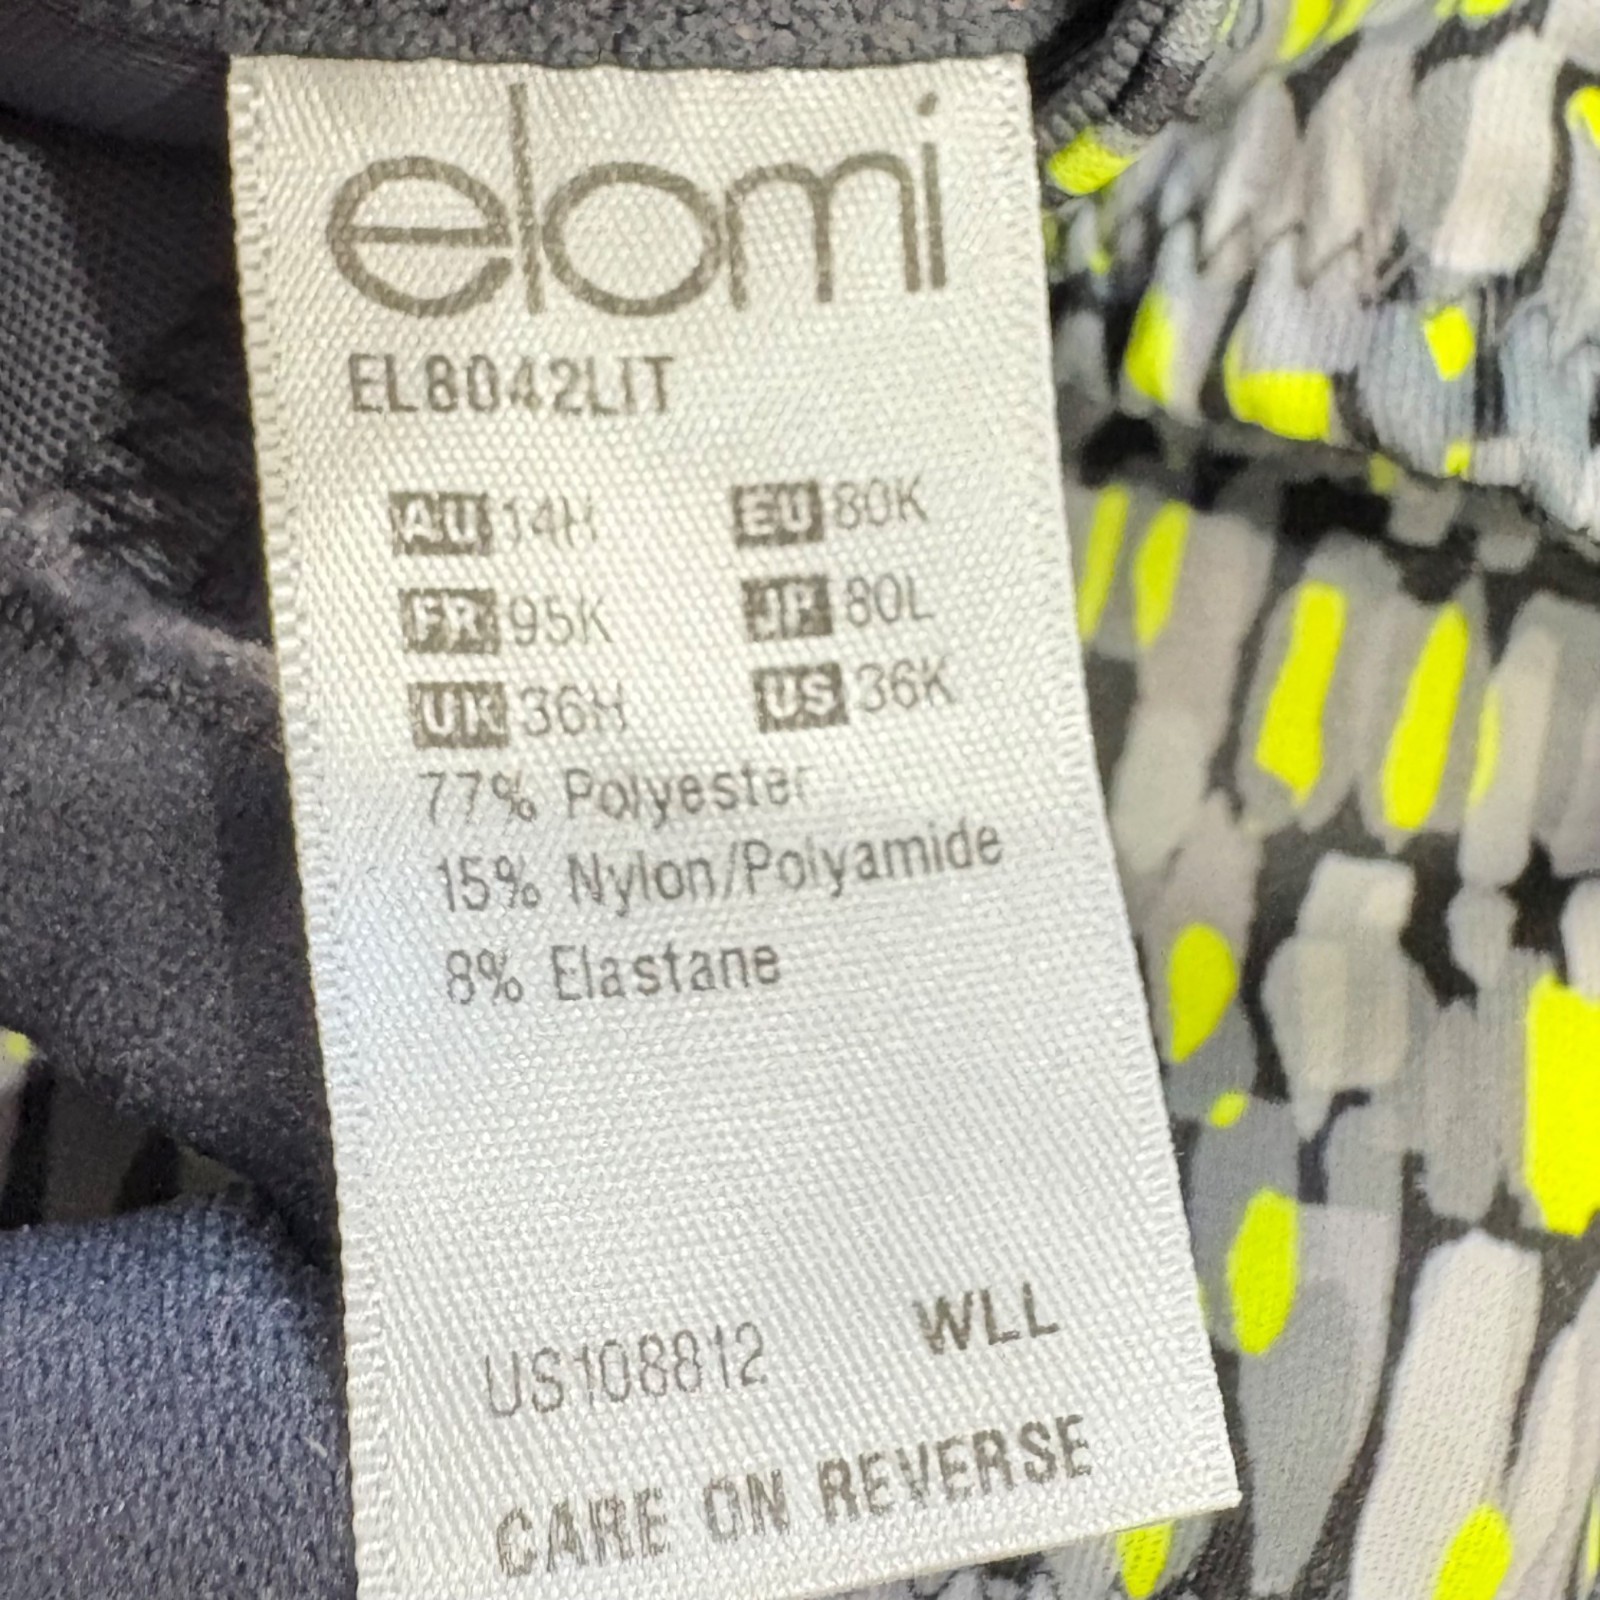 elomi
EL8042LIT
AU 14H EU 80K
FR 95K JP 80L
UK 36H US 36K
77% Polyester
15% Nylon/Polyamide
8% Elastane
US108812 WLL
CARE ON REVERSE